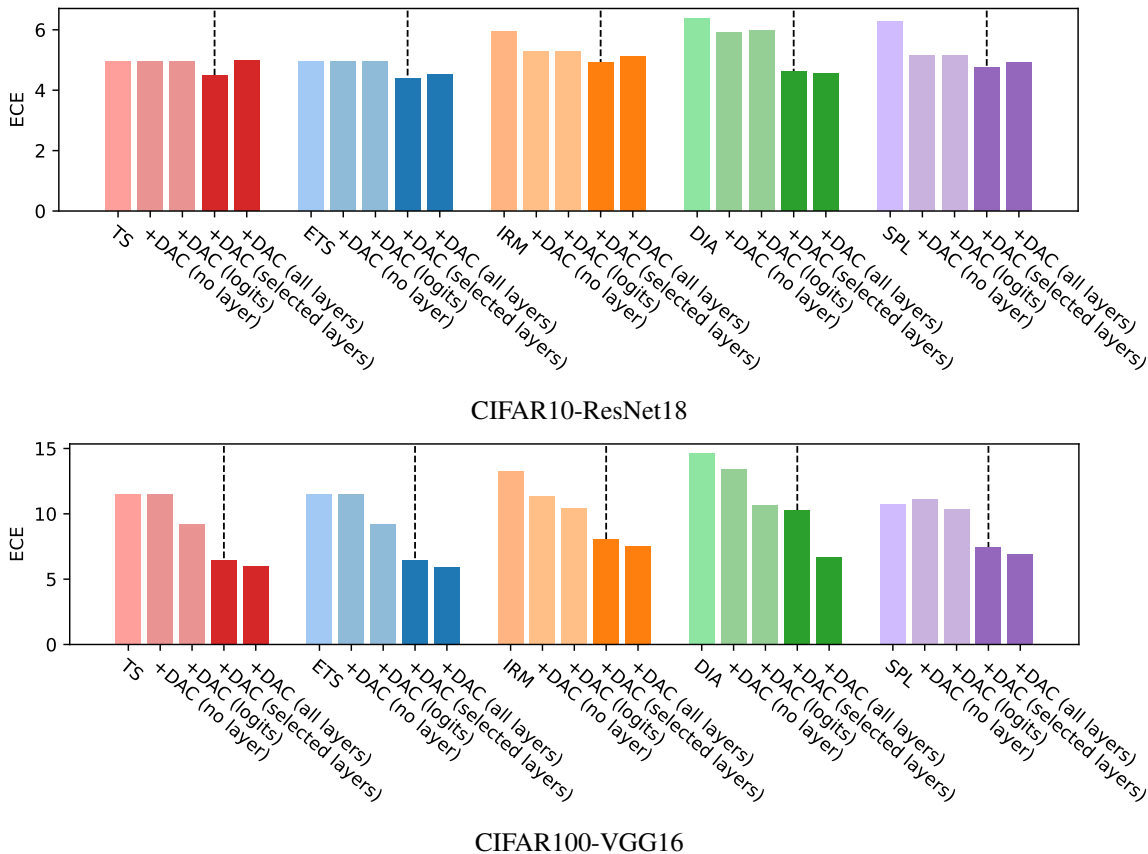 6
4
2
0
ECE
TS
+DAC (no layer)
+DAC (logits)
+DAC (selected layers)
+DAC (all layers)
ETS
+DAC (no layer)
+DAC (logits)
+DAC (selected layers)
+DAC (all layers)
IRM
+DAC (no layer)
+DAC (logits)
+DAC (selected layers)
+DAC (all layers)
DIA
+DAC (no layer)
+DAC (logits)
+DAC (selected layers)
+DAC (all layers)
SPL
+DAC (no layer)
+DAC (logits)
+DAC (selected layers)
+DAC (all layers)
CIFAR10-ResNet18
15
10
5
0
ECE
TS
+DAC (no layer)
+DAC (logits)
+DAC (selected layers)
+DAC (all layers)
ETS
+DAC (no layer)
+DAC (logits)
+DAC (selected layers)
+DAC (all layers)
IRM
+DAC (no layer)
+DAC (logits)
+DAC (selected layers)
+DAC (all layers)
DIA
+DAC (no layer)
+DAC (logits)
+DAC (selected layers)
+DAC (all layers)
SPL
+DAC (no layer)
+DAC (logits)
+DAC (selected layers)
+DAC (all layers)
CIFAR100-VGG16